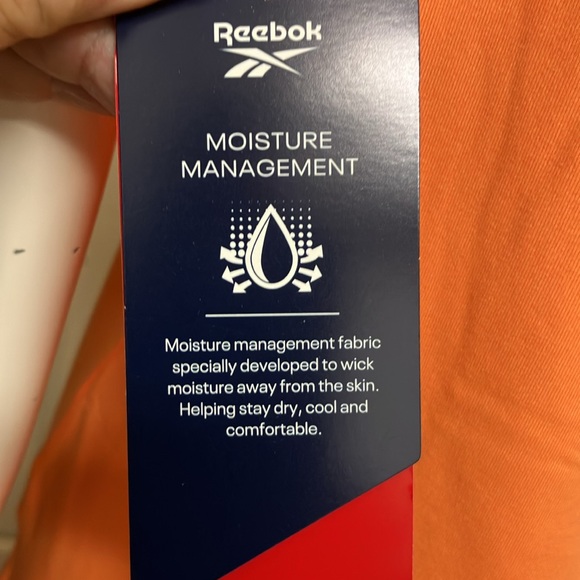 Reebok
MOISTURE
MANAGEMENT
Moisture management fabric
specially developed to wick
moisture away from the skin.
Helping stay dry, cool and
comfortable.